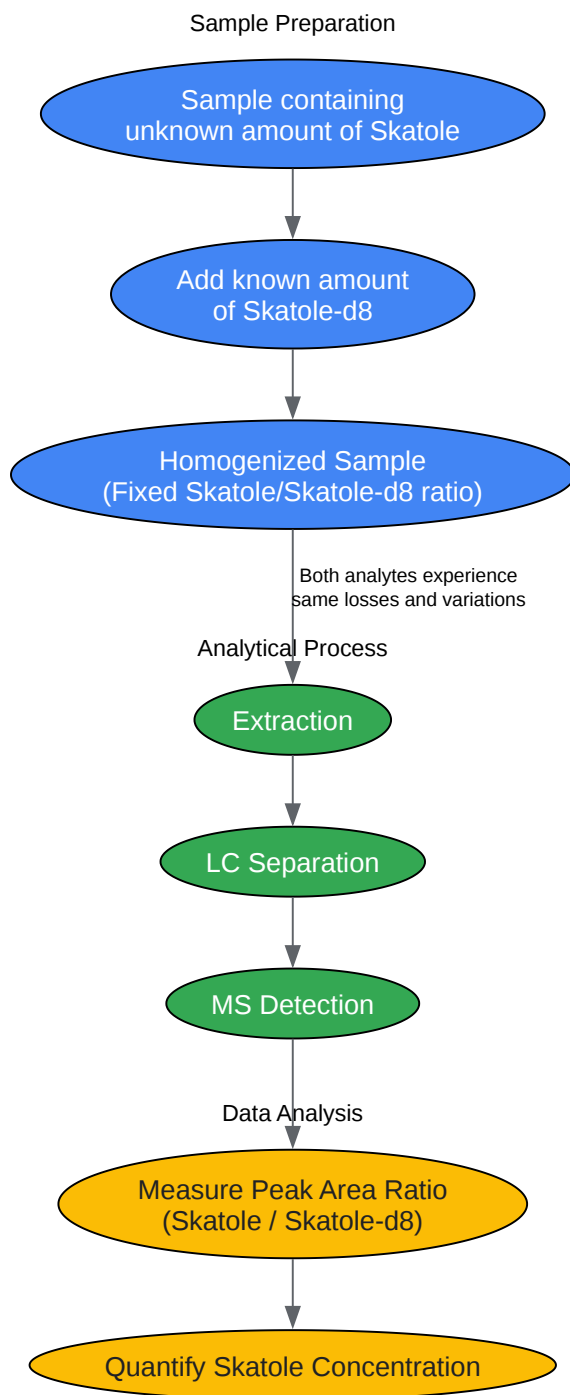 Sample Preparation
Sample containing
unknown amount of Skatole
Add known amount
of Skatole-d8
Homogenized Sample
(Fixed Skatole/Skatole-d8 ratio)
Both analytes experience
same losses and variations
Analytical Process
Extraction
LC Separation
MS Detection
Data Analysis
Measure Peak Area Ratio
(Skatole / Skatole-d8)
Quantify Skatole Concentration